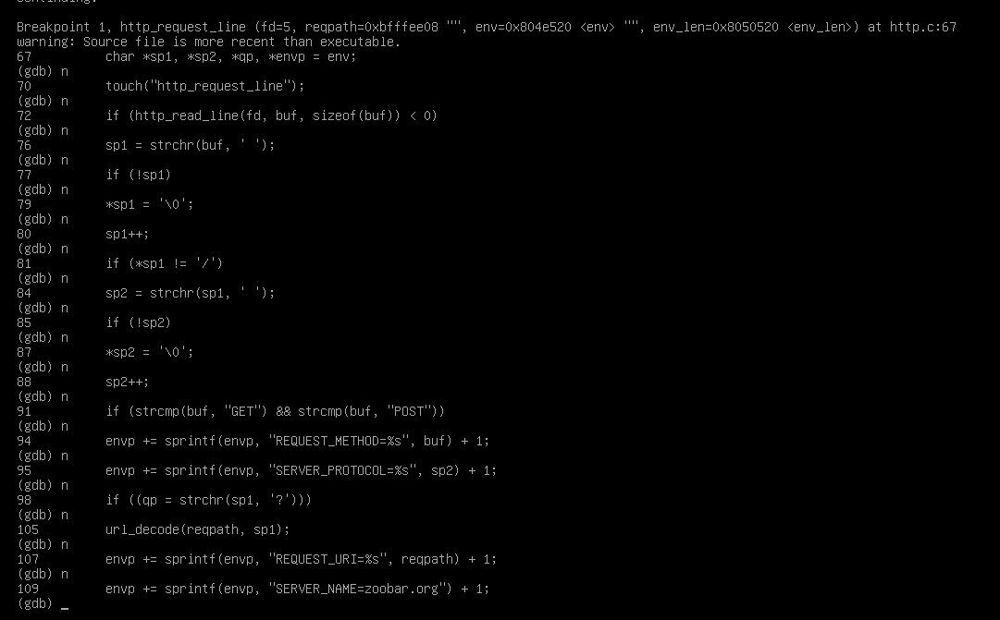 Continuing.
Breakpoint 1, http_request_line (fd=5, reqpath=0xbfffee08 "", env=0x804e520 <env> "", env_len=0x8050520 <env_len>) at http.c:67
warning: Source file is more recent than executable.
67 char *sp1, *sp2, *qp, *envp = env;
(gdb) n
70 touch("http_request_line");
(gdb) n
72 if (http_read_line(fd, buf, sizeof(buf)) < 0)
(gdb) n
76 sp1 = strchr(buf, ' ');
(gdb) n
77 if (!sp1)
(gdb) n
79 *sp1 = '\0';
(gdb) n
80 sp1++;
(gdb) n
81 if (*sp1 != '/')
(gdb) n
84 sp2 = strchr(sp1, ' ');
(gdb) n
85 if (!sp2)
(gdb) n
87 *sp2 = '\0';
(gdb) n
88 sp2++;
(gdb) n
91 if (strcmp(buf, "GET") && strcmp(buf, "POST"))
(gdb) n
94 envp += sprintf(envp, "REQUEST_METHOD=%s", buf) + 1;
(gdb) n
95 envp += sprintf(envp, "SERVER_PROTOCOL=%s", sp2) + 1;
(gdb) n
98 if ((qp = strchr(sp1, '?')))
(gdb) n
105 url_decode(reqpath, sp1);
(gdb) n
107 envp += sprintf(envp, "REQUEST_URI=%s", reqpath) + 1;
(gdb) n
109 envp += sprintf(envp, "SERVER_NAME=zoobar.org") + 1;
(gdb) _